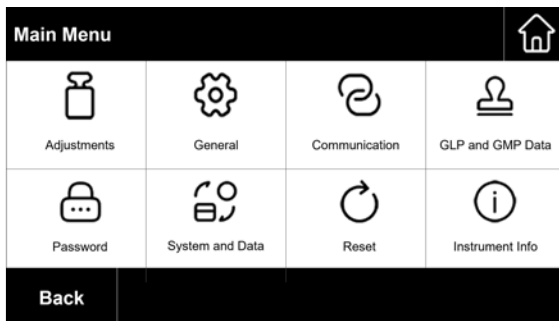 Main Menu
Adjustments
General
Communication
GLP and GMP Data
Password
System and Data
Reset
Instrument Info
Back